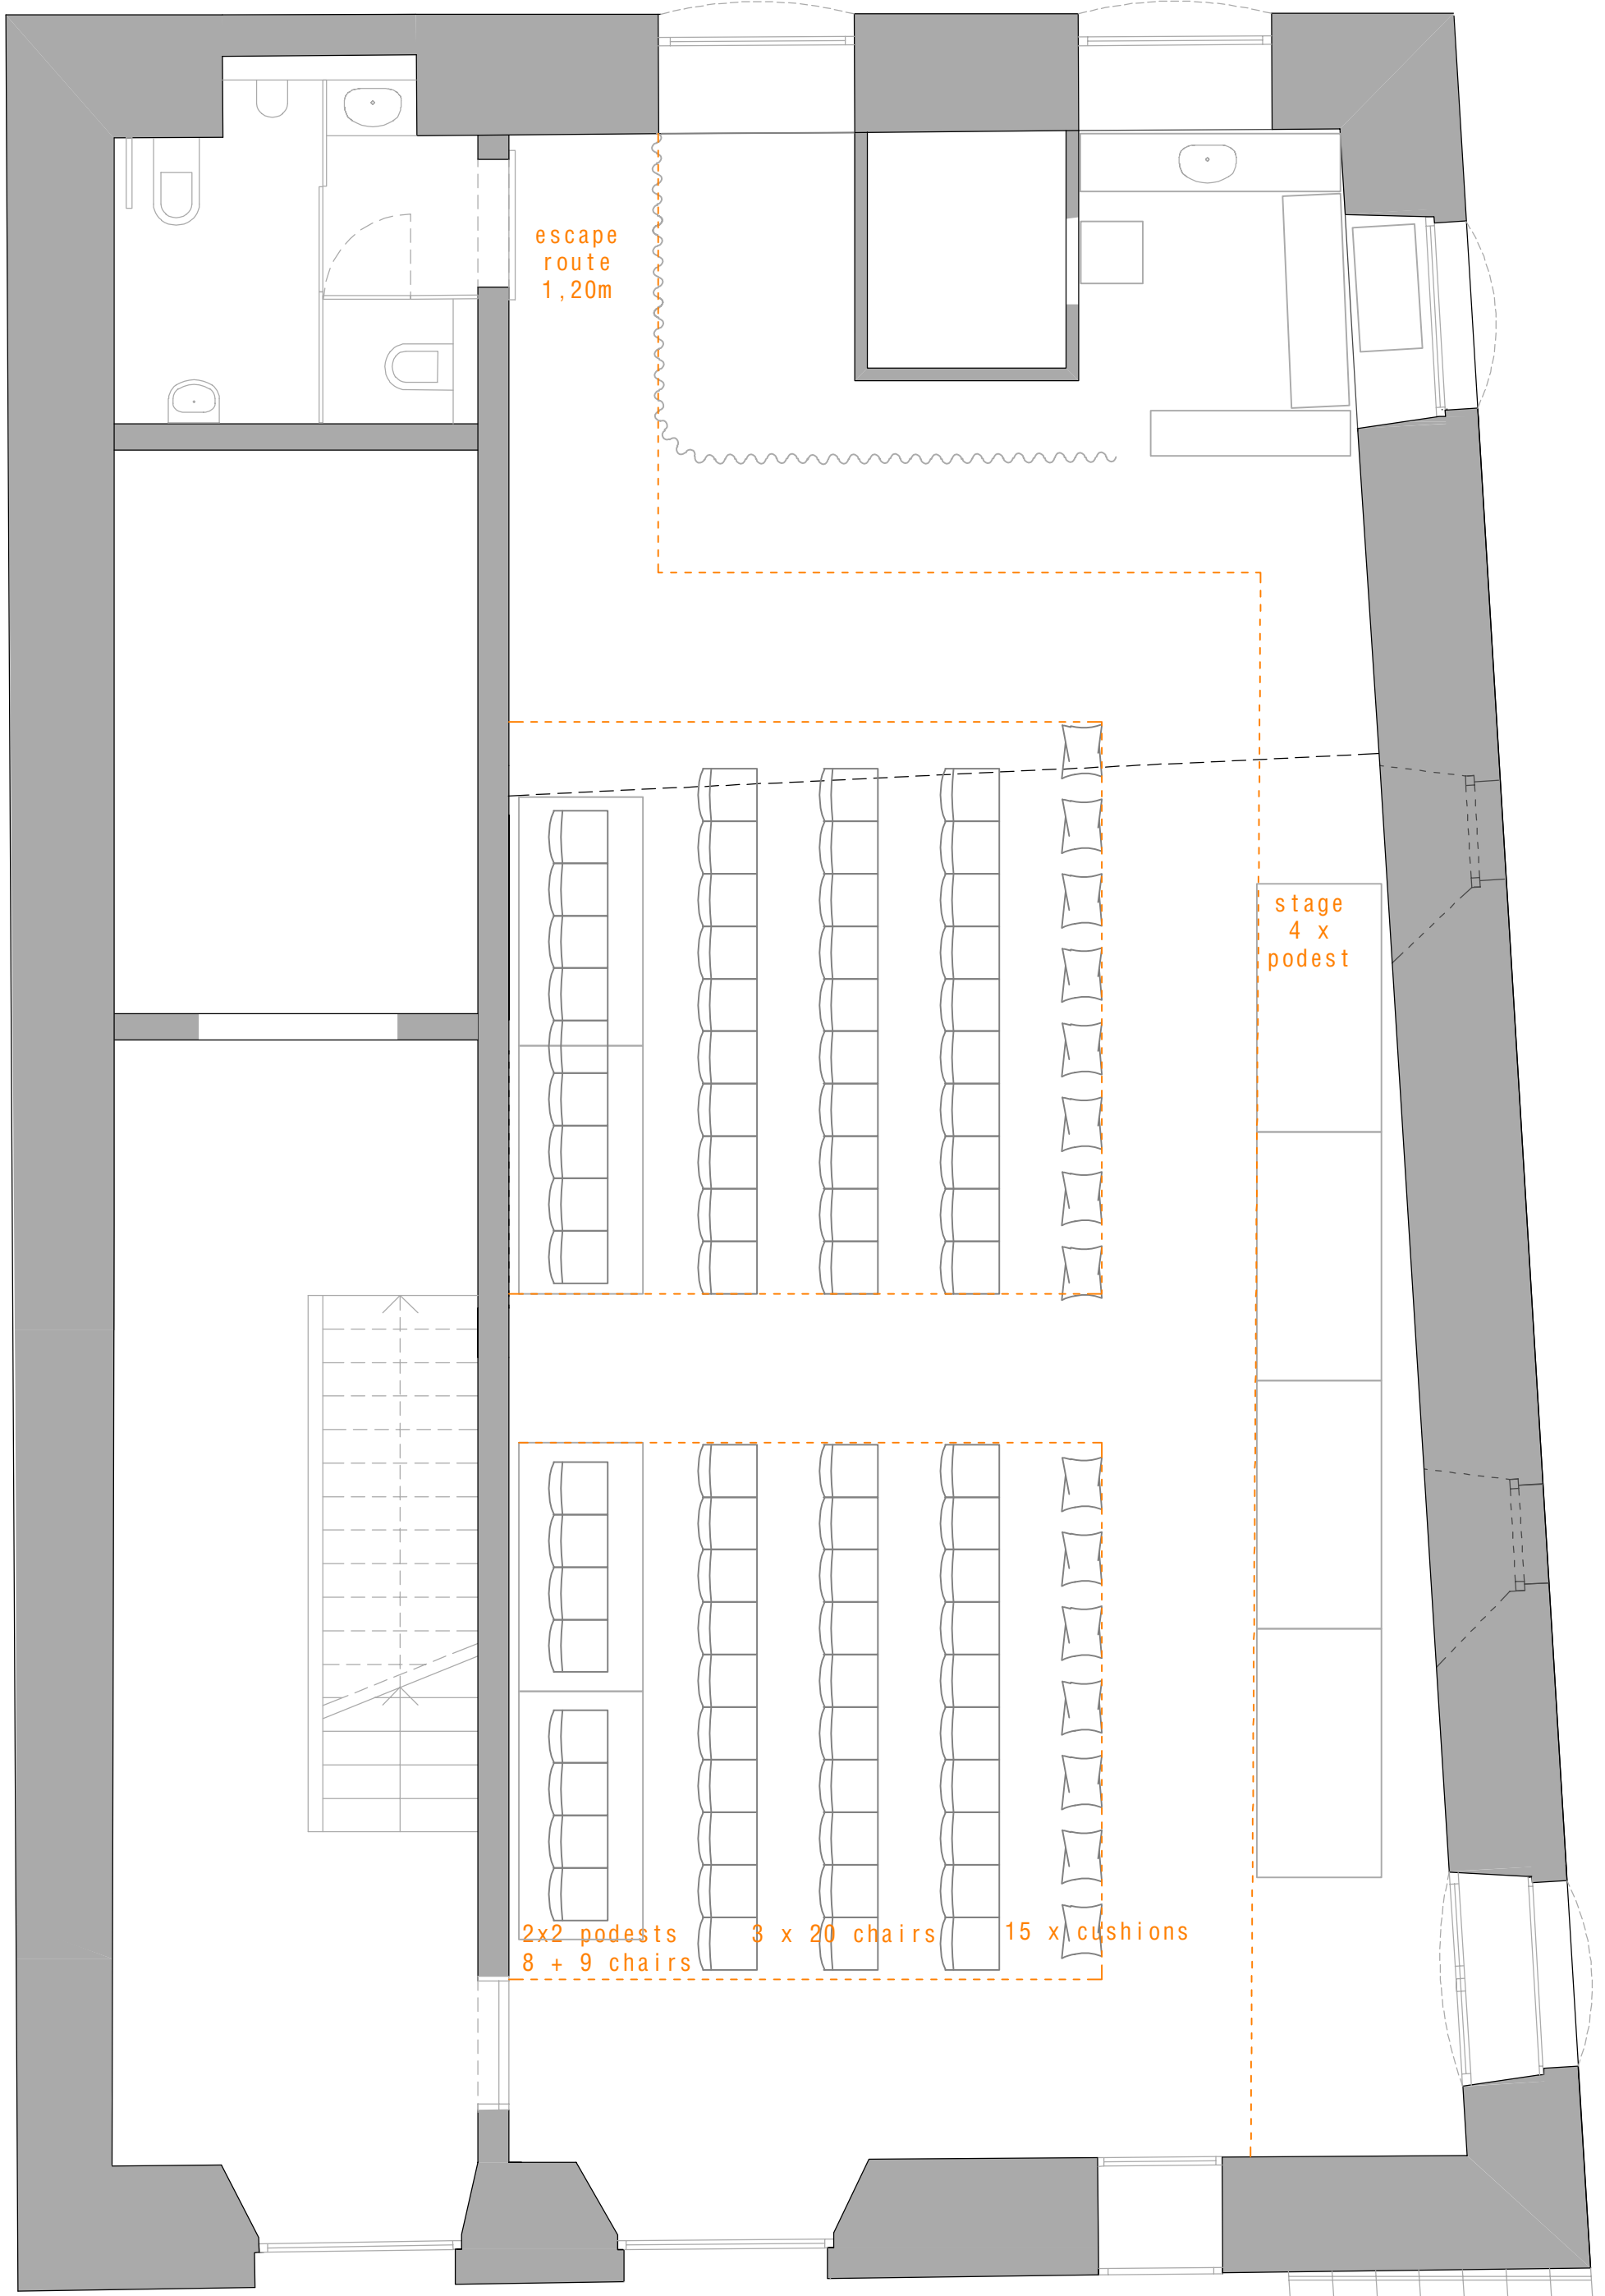 escape
route
1,20m
stage
4 x
podest
2x2 podests
8 + 9 chairs
3 x 20 chairs
15 x cushions